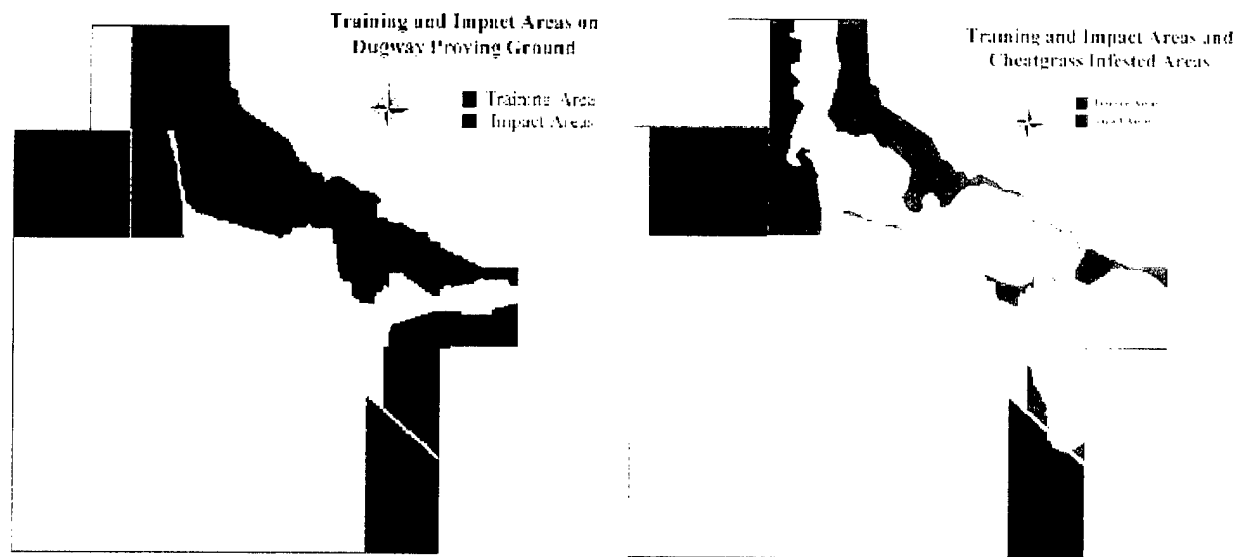 Training and Impact Areas on
Dugway Proving Ground
Training Area
Impact Areas
Training and Impact Areas and
Cheatgrass Infested Areas